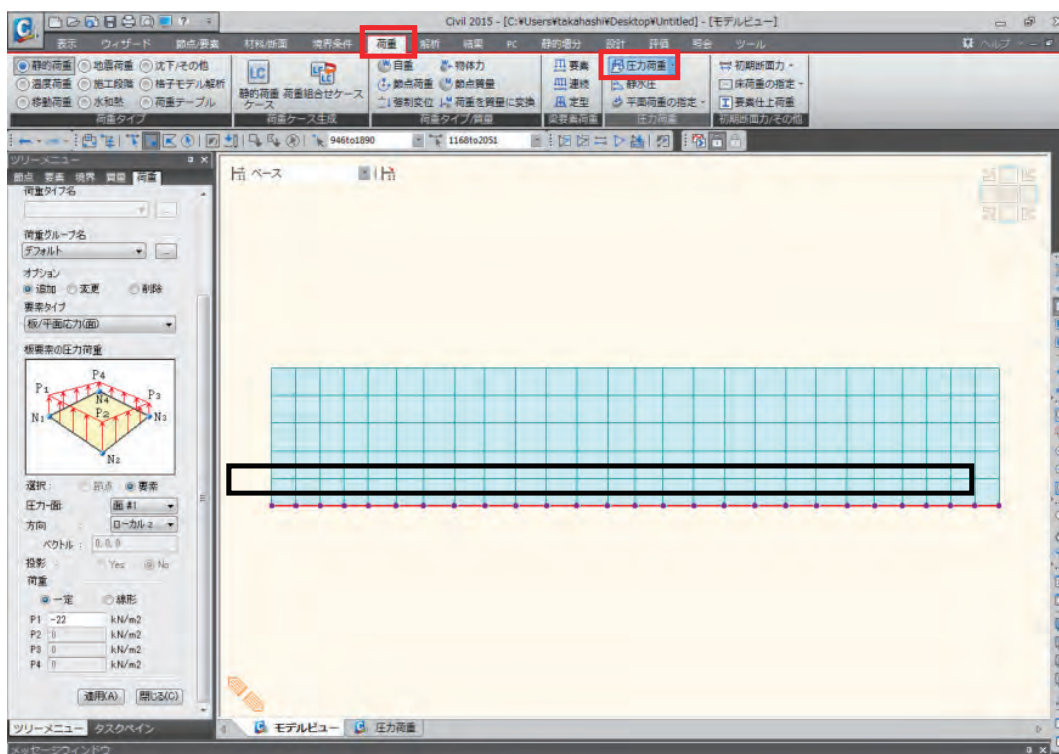 Civil 2015 - [C:¥Users¥takahashi¥Desktop¥Untitled] - [モデルビュー]
表示 ウィザード 節点/要素 材料/断面 境界条件 荷重 解析 結果 PC 静的増分 設計 評価 照会 ツール ヘルプ
静的荷重 地震荷重 沈下/その他
温度荷重 施工段階 格子モデル解析
移動荷重 水和熱 荷重テーブル
荷重タイプ
静的荷重ケース
荷重組合せケース
荷重ケース生成
自重 物体力
節点荷重 節点質量
強制変位 荷重を質量に変換
荷重タイプ/質量
要素
連続
定型
梁要素荷重
圧力荷重
静水圧
平面荷重の指定
圧力荷重
初期断面力
床荷重の指定
要素仕上荷重
初期断面力/その他
946to1890 1168to2051
ツリーメニュー
節点 要素 境界 質量 荷重
荷重タイプ名
荷重グループ名
デフォルト
オプション
追加 変更 削除
要素タイプ
板/平面応力(面)
板要素の圧力荷重
P4
P1 P3
N4
P2
N1 N3
N2
選択: 節点 要素
圧力-面: 面 #1
方向 : ローカル z
ベクトル : 0, 0, 0
投影 : Yes No
荷重
一定 線形
P1 -22 kN/m2
P2 0 kN/m2
P3 0 kN/m2
P4 0 kN/m2
適用(A) 閉じる(C)
ベース
ツリーメニュー タスクペイン
モデルビュー 圧力荷重
メッセージウィンドウ